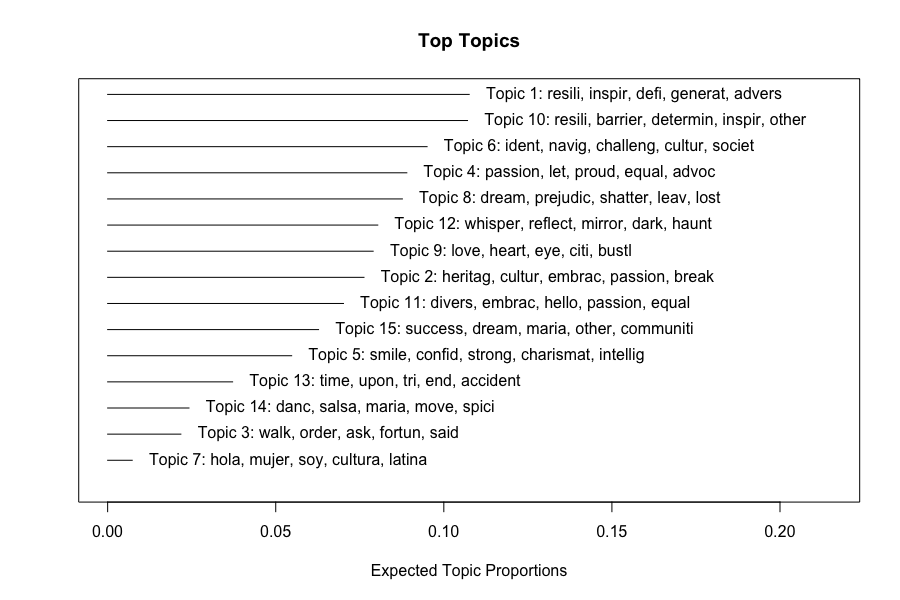 Top Topics
Topic 1: resili, inspir, defi, generat, advers
Topic 10: resili, barrier, determin, inspir, other
Topic 6: ident, navig, challeng, cultur, societ
Topic 4: passion, let, proud, equal, advoc
Topic 8: dream, prejudic, shatter, leav, lost
Topic 12: whisper, reflect, mirror, dark, haunt
Topic 9: love, heart, eye, citi, bustl
Topic 2: heritag, cultur, embrac, passion, break
Topic 11: divers, embrac, hello, passion, equal
Topic 15: success, dream, maria, other, communiti
Topic 5: smile, confid, strong, charismat, intellig
Topic 13: time, upon, tri, end, accident
Topic 14: danc, salsa, maria, move, spici
Topic 3: walk, order, ask, fortun, said
Topic 7: hola, mujer, soy, cultura, latina
0.00 0.05 0.10 0.15 0.20
Expected Topic Proportions